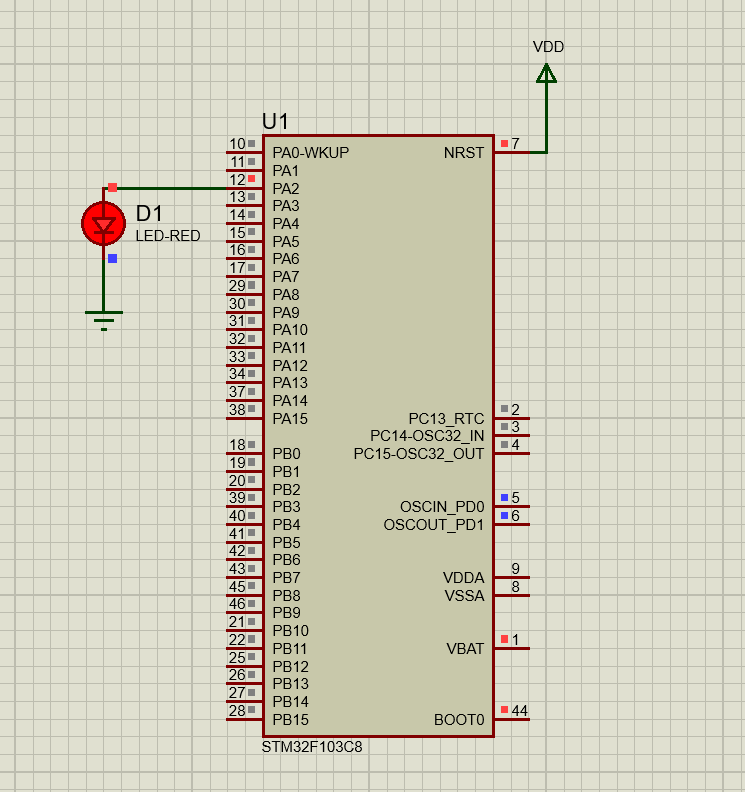 VDD
U1
10 PA0-WKUP
11 PA1
12 PA2
13 PA3
14 PA4
15 PA5
16 PA6
17 PA7
29 PA8
30 PA9
31 PA10
32 PA11
33 PA12
34 PA13
37 PA14
38 PA15
18 PB0
19 PB1
20 PB2
39 PB3
40 PB4
41 PB5
42 PB6
43 PB7
45 PB8
46 PB9
21 PB10
22 PB11
25 PB12
26 PB13
27 PB14
28 PB15
NRST 7
PC13_RTC 2
PC14-OSC32_IN 3
PC15-OSC32_OUT 4
OSCIN_PD0 5
OSCOUT_PD1 6
VDDA 9
VSSA 8
VBAT 1
BOOT0 44
STM32F103C8
D1
LED-RED